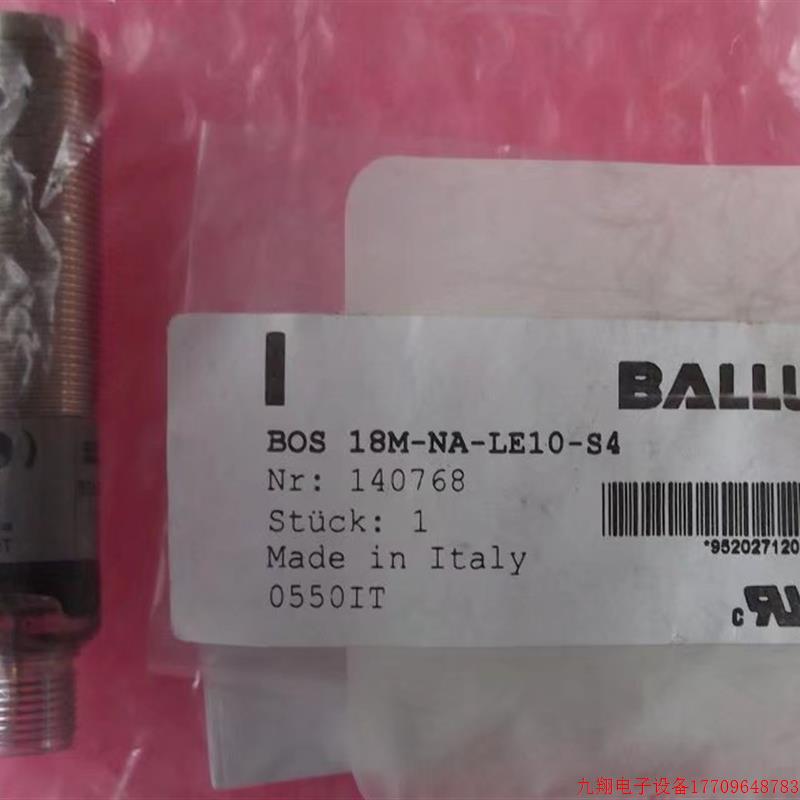 BALLU
BOS 18M-NA-LE10-S4
Nr: 140768
Stück: 1
Made in Italy
0550IT
*952027120
c
九翔电子设备17709648783